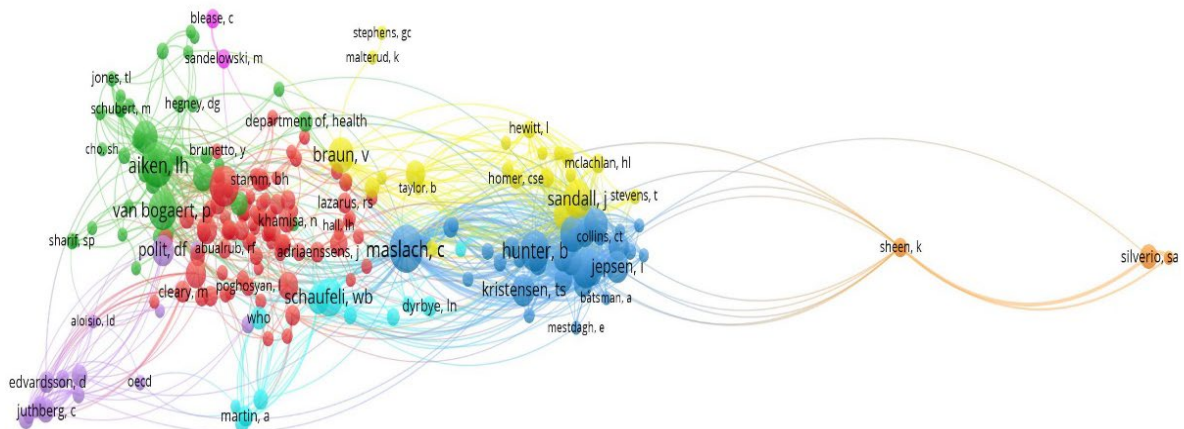 blease, c
stephens, gc
sandelowski, m
malterud, k
jones, tl
schubert, m
hegney, dg
department of, health
hewitt, l
cho, sh
brunetto, y
braun, v
mclachlan, hl
aiken, lh
stamm, bh
taylor, b
homer, cse
lazarus, rs
sandall, j
stevens, t
van bogaert, p
khamisa, n
hall, lh
sharif, sp
polit, df
abualrub, rf
adriaenssens, j
maslach, c
hunter, b
collins, ct
sheen, k
silverio, sa
jepsen, i
cleary, m
poghosyan, l
schaufeli, wb
kristensen, ts
batsman, a
dyrbye, ln
aloisio, ld
who
mestdagh, e
edvardsson, d
oecd
juthberg, c
martin, a